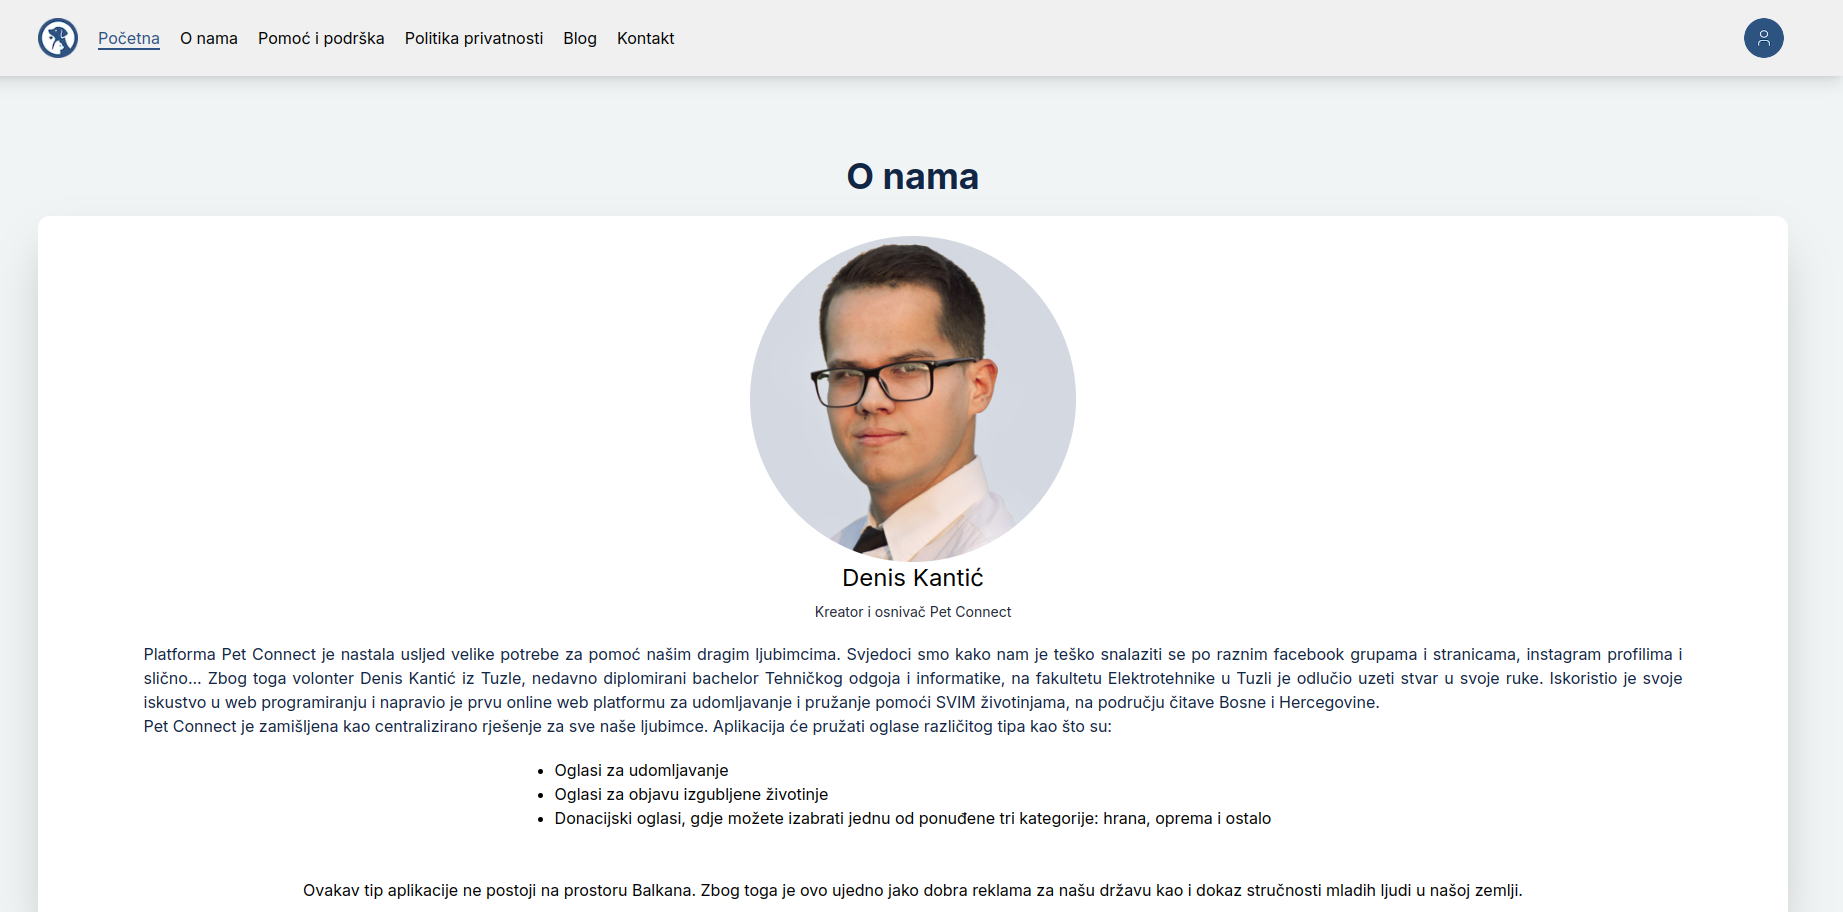 Početna O nama Pomoć i podrška Politika privatnosti Blog Kontakt
O nama
Denis Kantić
Kreator i osnivač Pet Connect
Platforma Pet Connect je nastala usljed velike potrebe za pomoć našim dragim ljubimcima. Svjedoci smo kako nam je teško snalaziti se po raznim facebook grupama i stranicama, instagram profilima i
slično... Zbog toga volonter Denis Kantić iz Tuzle, nedavno diplomirani bachelor Tehničkog odgoja i informatike, na fakultetu Elektrotehnike u Tuzli je odlučio uzeti stvar u svoje ruke. Iskoristio je svoje
iskustvo u web programiranju i napravio je prvu online web platformu za udomljavanje i pružanje pomoći SVIM životinjama, na području čitave Bosne i Hercegovine.
Pet Connect je zamišljena kao centralizirano rješenje za sve naše ljubimce. Aplikacija će pružati oglase različitog tipa kao što su:
• Oglasi za udomljavanje
• Oglasi za objavu izgubljene životinje
• Donacijski oglasi, gdje možete izabrati jednu od ponuđene tri kategorije: hrana, oprema i ostalo
Ovakav tip aplikacije ne postoji na prostoru Balkana. Zbog toga je ovo ujedno jako dobra reklama za našu državu kao i dokaz stručnosti mladih ljudi u našoj zemlji.